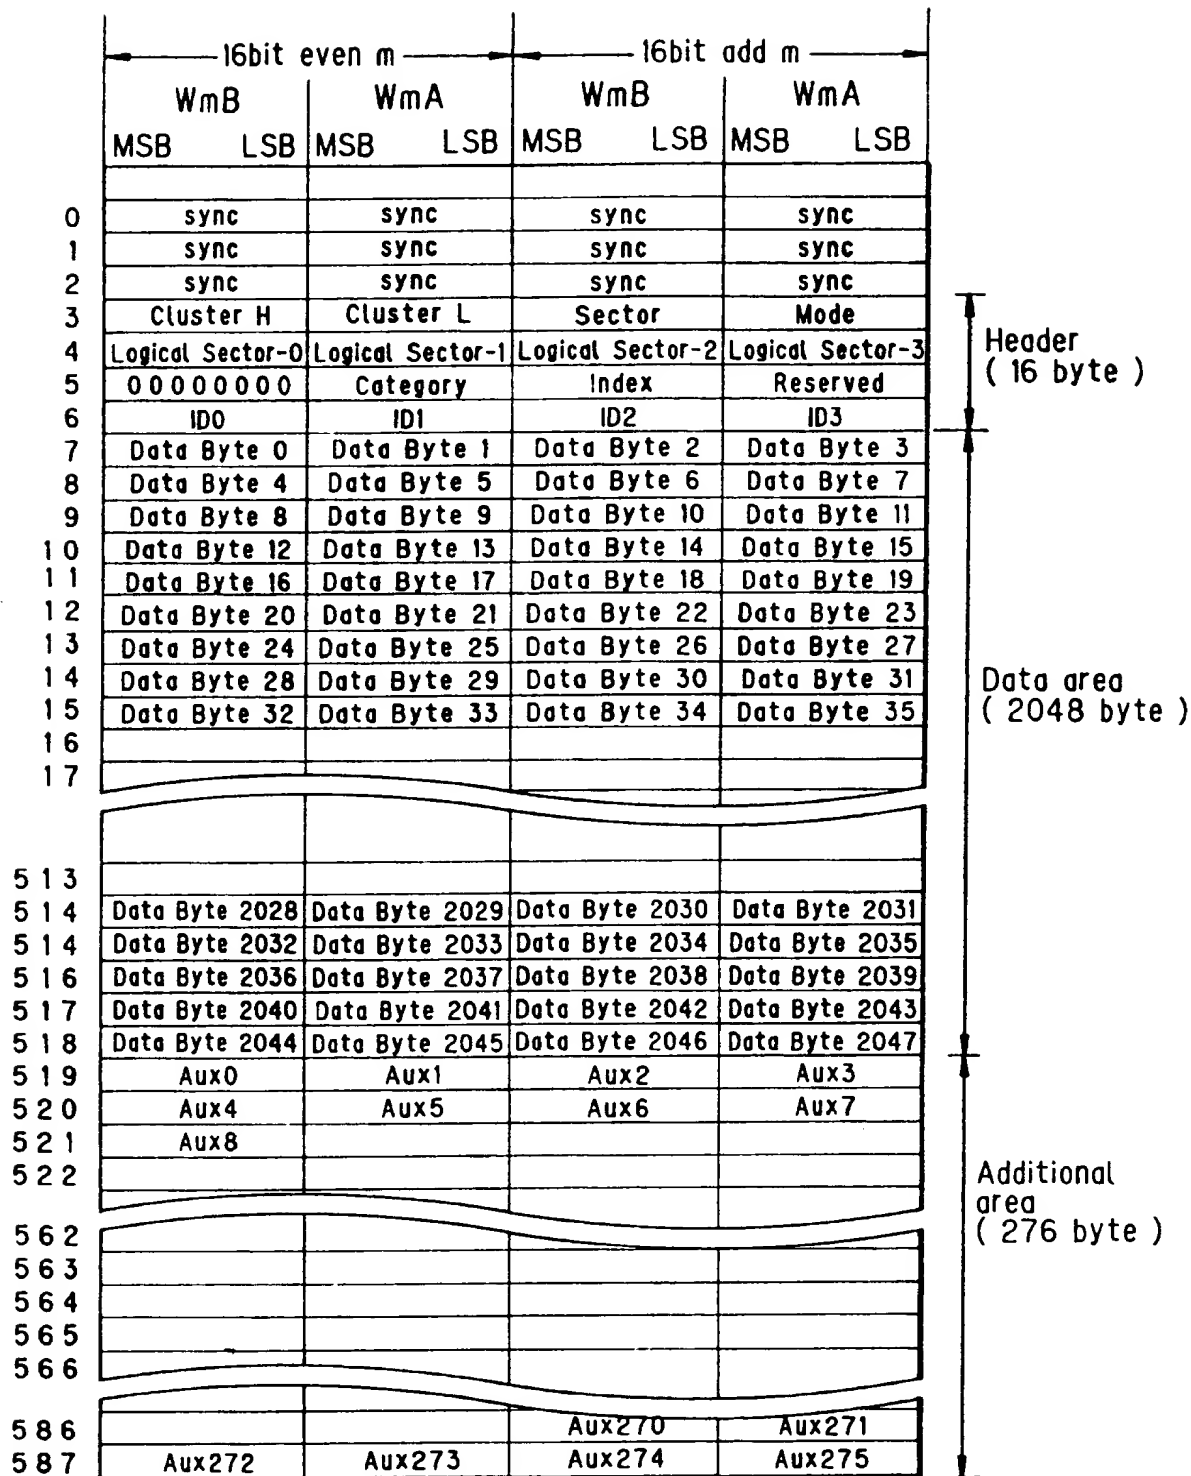 16bit even m 16bit add m
WmB WmA WmB WmA
MSB LSB MSB LSB MSB LSB MSB LSB
0 sync sync sync sync
1 sync sync sync sync
2 sync sync sync sync
3 Cluster H Cluster L Sector Mode
4 Logical Sector-0 Logical Sector-1 Logical Sector-2 Logical Sector-3
Header
( 16 byte )
5 00000000 Category Index Reserved
6 ID0 ID1 ID2 ID3
7 Data Byte 0 Data Byte 1 Data Byte 2 Data Byte 3
8 Data Byte 4 Data Byte 5 Data Byte 6 Data Byte 7
9 Data Byte 8 Data Byte 9 Data Byte 10 Data Byte 11
10 Data Byte 12 Data Byte 13 Data Byte 14 Data Byte 15
11 Data Byte 16 Data Byte 17 Data Byte 18 Data Byte 19
12 Data Byte 20 Data Byte 21 Data Byte 22 Data Byte 23
13 Data Byte 24 Data Byte 25 Data Byte 26 Data Byte 27
14 Data Byte 28 Data Byte 29 Data Byte 30 Data Byte 31
Data area
( 2048 byte )
15 Data Byte 32 Data Byte 33 Data Byte 34 Data Byte 35
16
17
513
514 Data Byte 2028 Data Byte 2029 Data Byte 2030 Data Byte 2031
514 Data Byte 2032 Data Byte 2033 Data Byte 2034 Data Byte 2035
516 Data Byte 2036 Data Byte 2037 Data Byte 2038 Data Byte 2039
517 Data Byte 2040 Data Byte 2041 Data Byte 2042 Data Byte 2043
518 Data Byte 2044 Data Byte 2045 Data Byte 2046 Data Byte 2047
519 Aux0 Aux1 Aux2 Aux3
520 Aux4 Aux5 Aux6 Aux7
521 Aux8
522
Additional
area
( 276 byte )
562
563
564
565
566
586 Aux270 Aux271
587 Aux272 Aux273 Aux274 Aux275